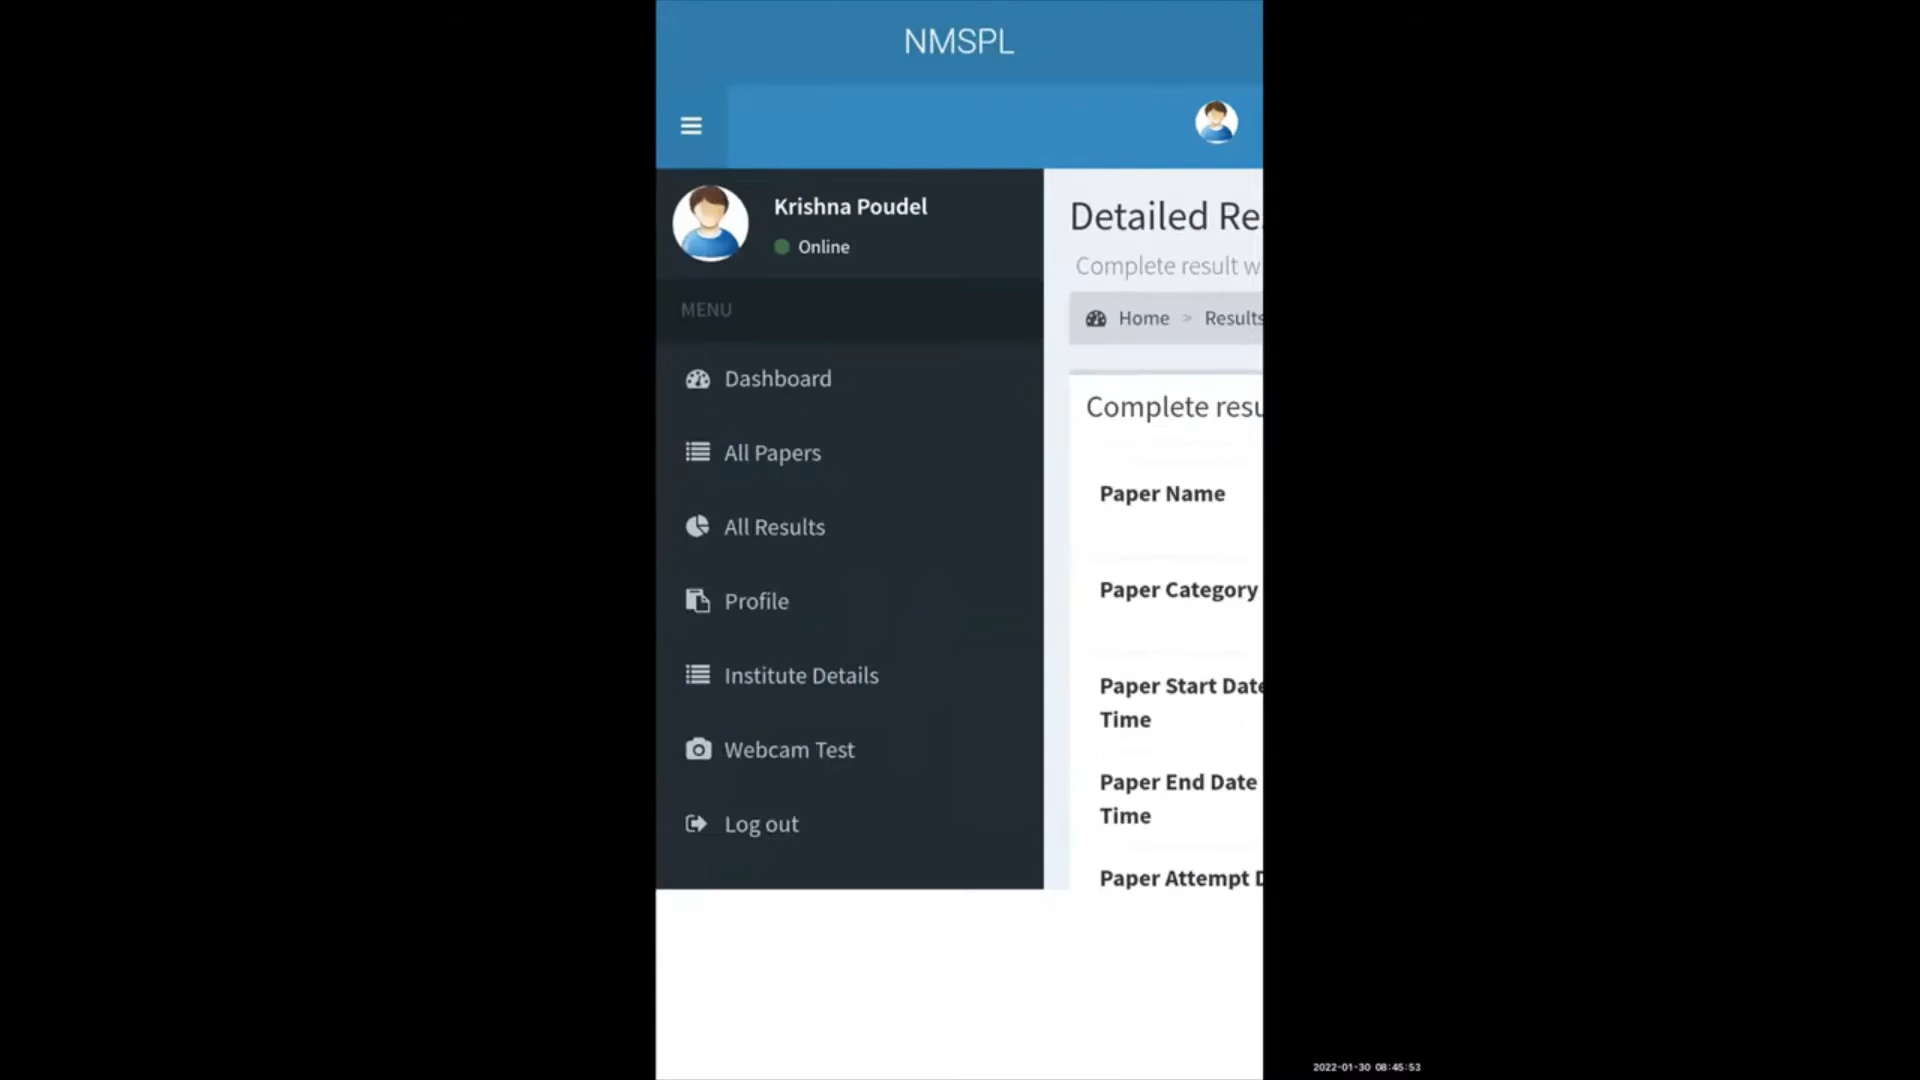 NMSPL
Krishna Poudel
Online
MENU
Dashboard
All Papers
All Results
Profile
Institute Details
Webcam Test
Log out
Detailed Re
Complete result w
Home > Results
Complete resu
Paper Name
Paper Category
Paper Start Date
Time
Paper End Date
Time
Paper Attempt D
2022-01-30 08:45:53